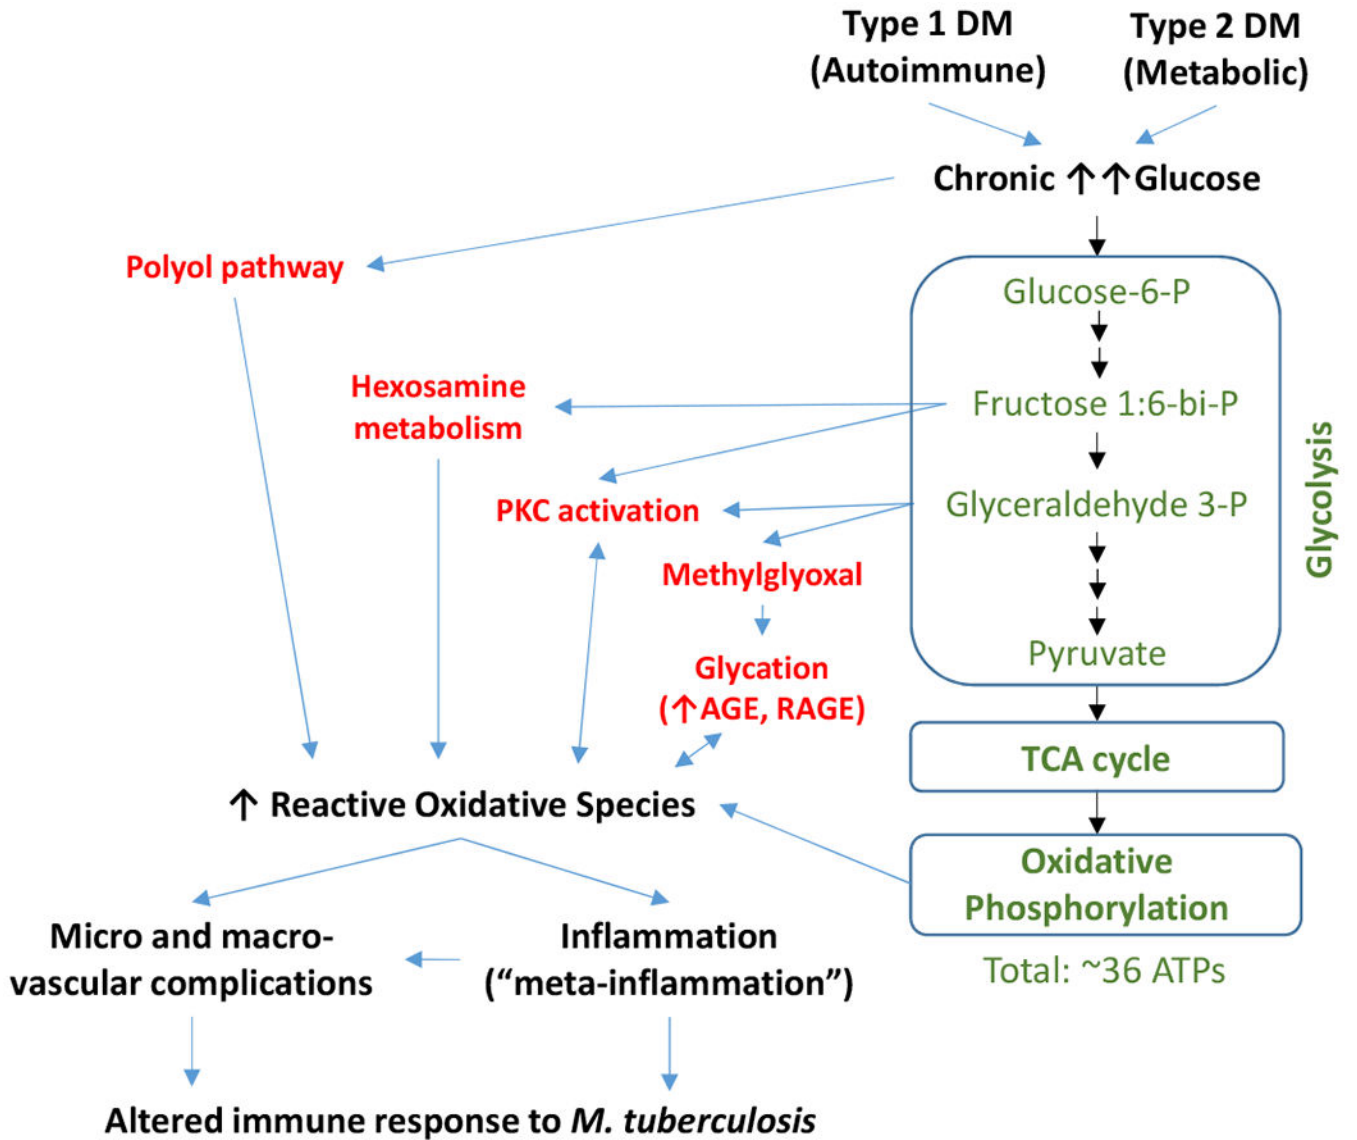 Type 1 DM
(Autoimmune)
Type 2 DM
(Metabolic)
Chronic ↑↑Glucose
Polyol pathway
Glucose-6-P
Hexosamine
metabolism
Fructose 1:6-bi-P
PKC activation
Glyceraldehyde 3-P
Glycolysis
Methylglyoxal
Glycation
(↑AGE, RAGE)
Pyruvate
TCA cycle
↑ Reactive Oxidative Species
Oxidative
Phosphorylation
Micro and macro-
vascular complications
Inflammation
(“meta-inflammation”)
Total: ~36 ATPs
Altered immune response to M. tuberculosis